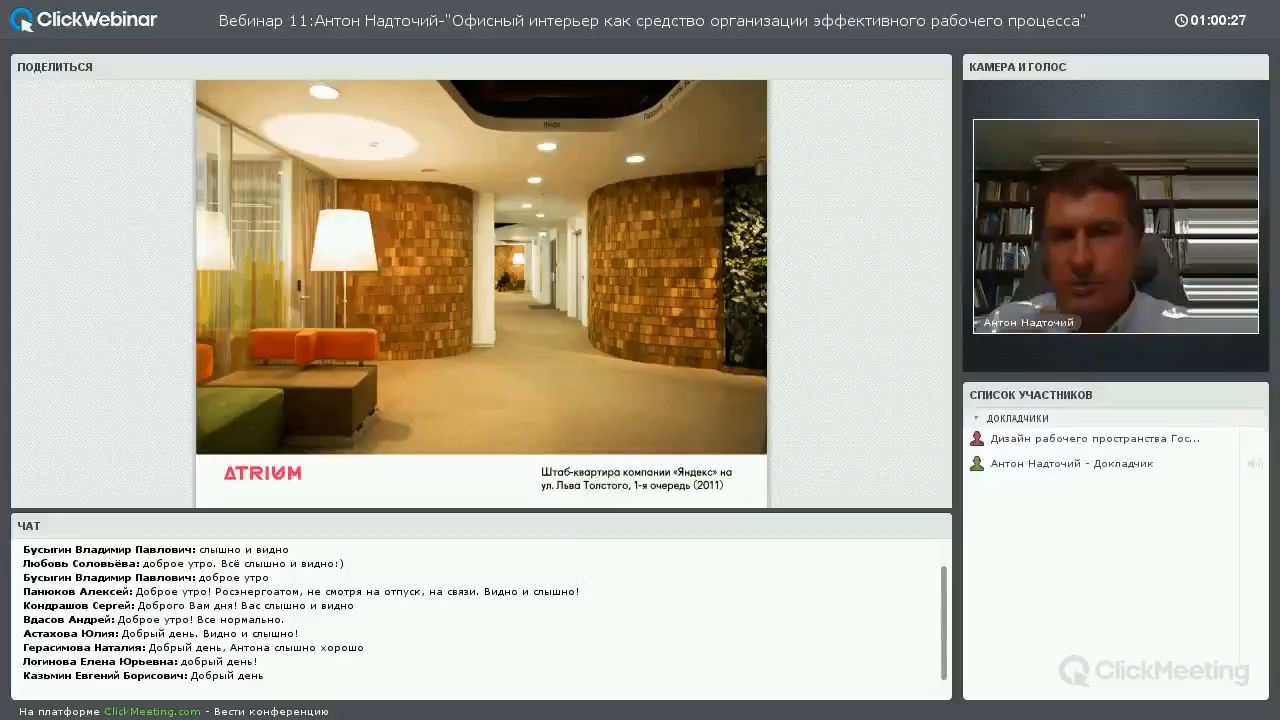 ClickWebinar
Вебинар 11:Антон Надточий-"Офисный интерьер как средство организации эффективного рабочего процесса"
01:00:27
ПОДЕЛИТЬСЯ
ATRIUM
Штаб-квартира компании «Яндекс» на
ул. Льва Толстого, 1-я очередь (2011)
КАМЕРА И ГОЛОС
Антон Надточий
СПИСОК УЧАСТНИКОВ
ДОКЛАДЧИКИ
Дизайн рабочего пространства Гос...
Антон Надточий - Докладчик
ЧАТ
Бусыгин Владимир Павлович: слышно и видно
Любовь Соловьёва: доброе утро. Всё слышно и видно:)
Бусыгин Владимир Павлович: доброе утро
Панюков Алексей: Доброе утро! Росэнергоатом, не смотря на отпуск, на связи. Видно и слышно!
Кондрашов Сергей: Доброго Вам дня! Вас слышно и видно
Вдасов Андрей: Доброе утро! Все нормально.
Астахова Юлия: Добрый день. Видно и слышно!
Герасимова Наталия: Добрый день, Антона слышно хорошо
Логинова Елена Юрьевна: добрый день!
Казьмин Евгений Борисович: Добрый день
ClickMeeting
На платформе ClickMeeting.com - Вести конференцию